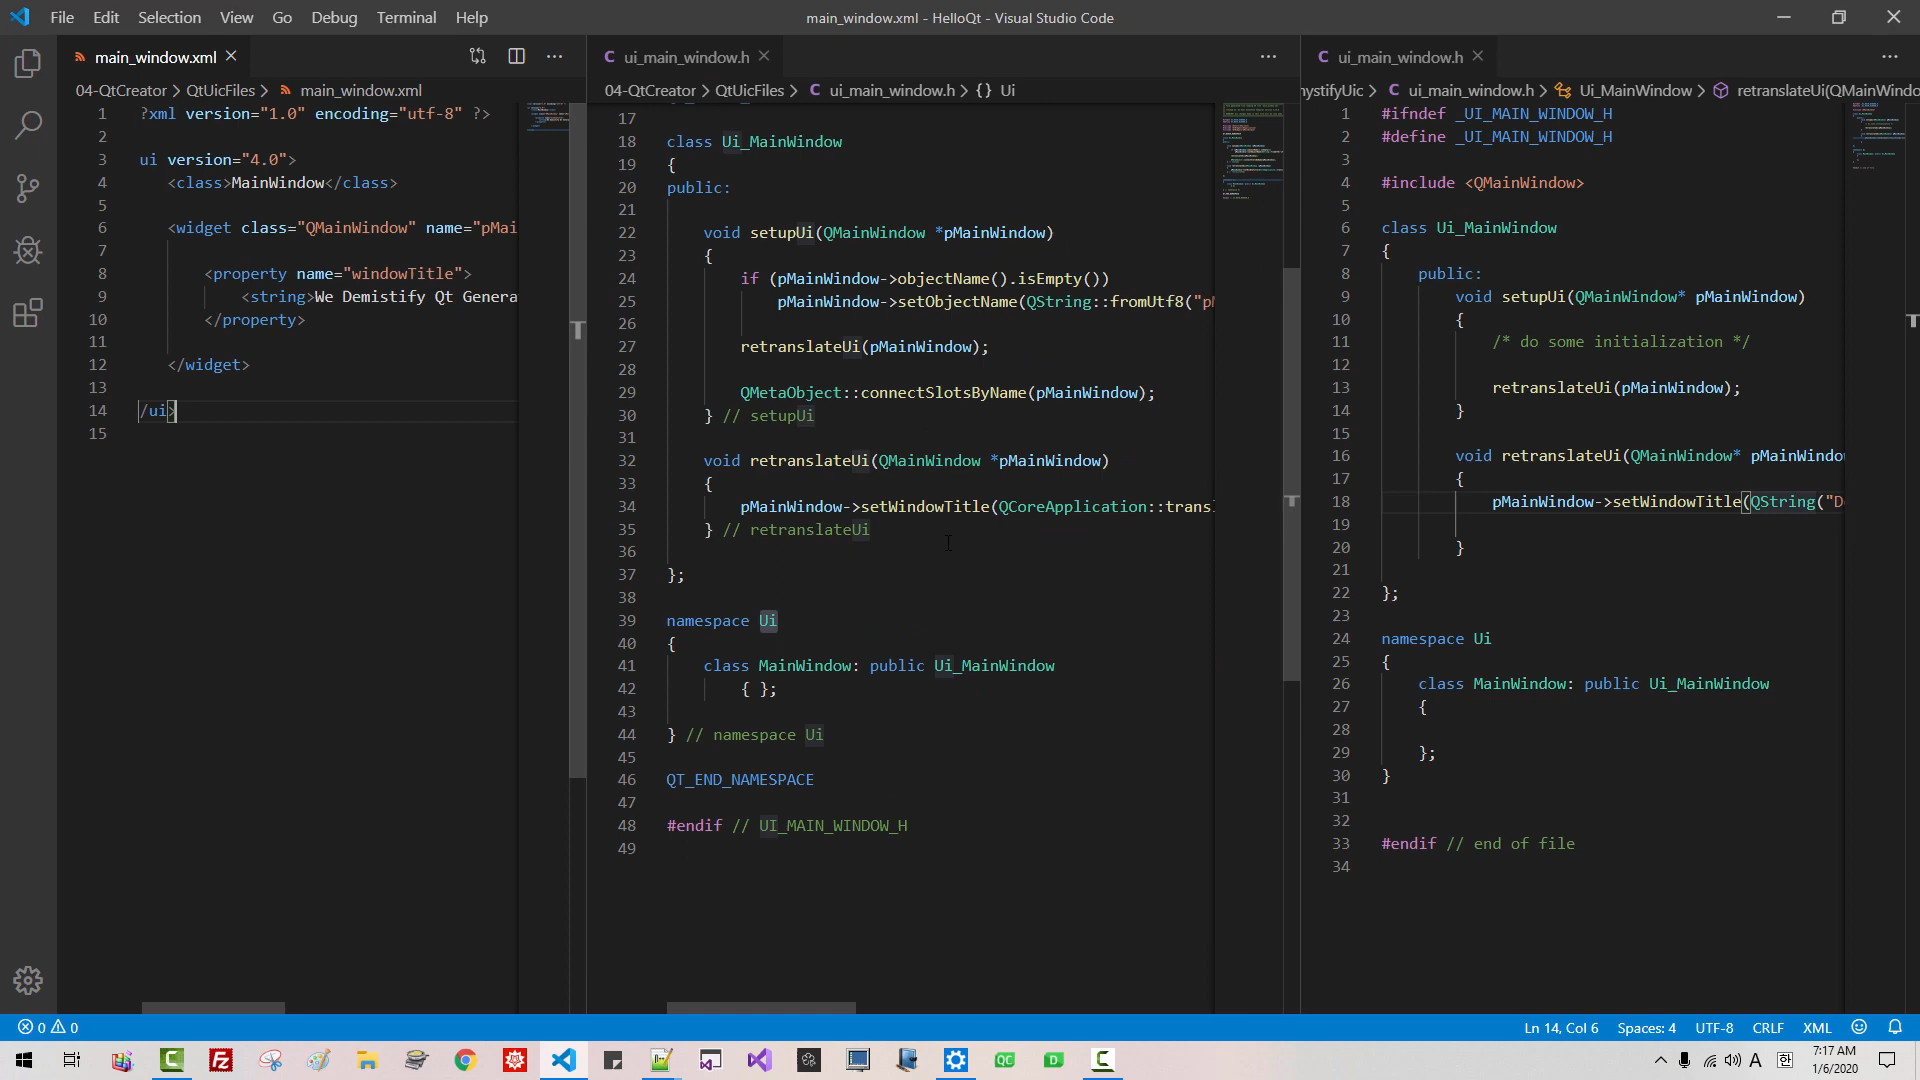 File Edit Selection View Go Debug Terminal Help
main_window.xml - HelloQt - Visual Studio Code
main_window.xml
04-QtCreator > QtUicFiles > main_window.xml
1 ?xml version="1.0" encoding="utf-8" ?>
2
3 ui version="4.0">
4 <class>MainWindow</class>
5
6 <widget class="QMainWindow" name="pMai
7
8 <property name="windowTitle">
9 <string>We Demistify Qt Genera
10 </property>
11
12 </widget>
13
14 /ui>
15
ui_main_window.h
04-QtCreator > QtUicFiles > C ui_main_window.h > {} Ui
17
18 class Ui_MainWindow
19 {
20 public:
21
22 void setupUi(QMainWindow *pMainWindow)
23 {
24 if (pMainWindow->objectName().isEmpty())
25 pMainWindow->setObjectName(QString::fromUtf8("p
26
27 retranslateUi(pMainWindow);
28
29 QMetaObject::connectSlotsByName(pMainWindow);
30 } // setupUi
31
32 void retranslateUi(QMainWindow *pMainWindow)
33 {
34 pMainWindow->setWindowTitle(QCoreApplication::trans
35 } // retranslateUi
36
37 };
38
39 namespace Ui
40 {
41 class MainWindow: public Ui_MainWindow
42 { };
43
44 } // namespace Ui
45
46 QT_END_NAMESPACE
47
48 #endif // UI_MAIN_WINDOW_H
49
ui_main_window.h
mystifyUic > C ui_main_window.h > Ui_MainWindow > retranslateUi(QMainWindo
1 #ifndef _UI_MAIN_WINDOW_H
2 #define _UI_MAIN_WINDOW_H
3
4 #include <QMainWindow>
5
6 class Ui_MainWindow
7 {
8 public:
9 void setupUi(QMainWindow* pMainWindow)
10 {
11 /* do some initialization */
12
13 retranslateUi(pMainWindow);
14 }
15
16 void retranslateUi(QMainWindow* pMainWindo
17 {
18 pMainWindow->setWindowTitle(QString("D
19
20 }
21
22 };
23
24 namespace Ui
25 {
26 class MainWindow: public Ui_MainWindow
27 {
28
29 };
30 }
31
32
33 #endif // end of file
34
0 0
Ln 14, Col 6 Spaces: 4 UTF-8 CRLF XML
A 한 7:17 AM
1/6/2020